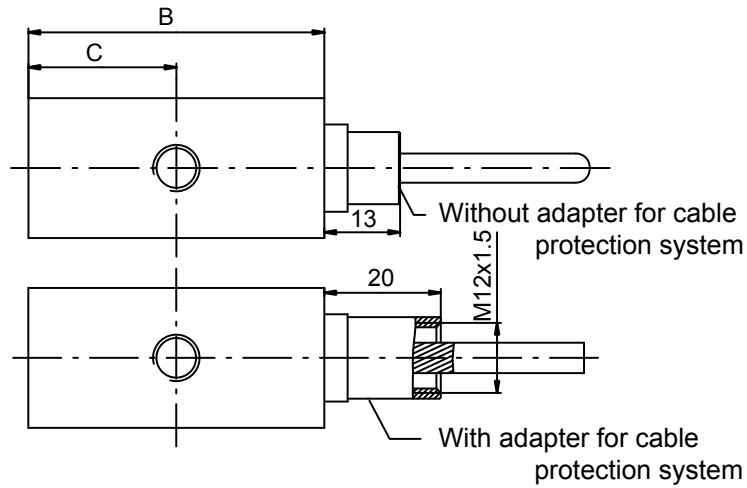 B
C
13
Without adapter for cable
protection system
20
M12x1.5
With adapter for cable
protection system